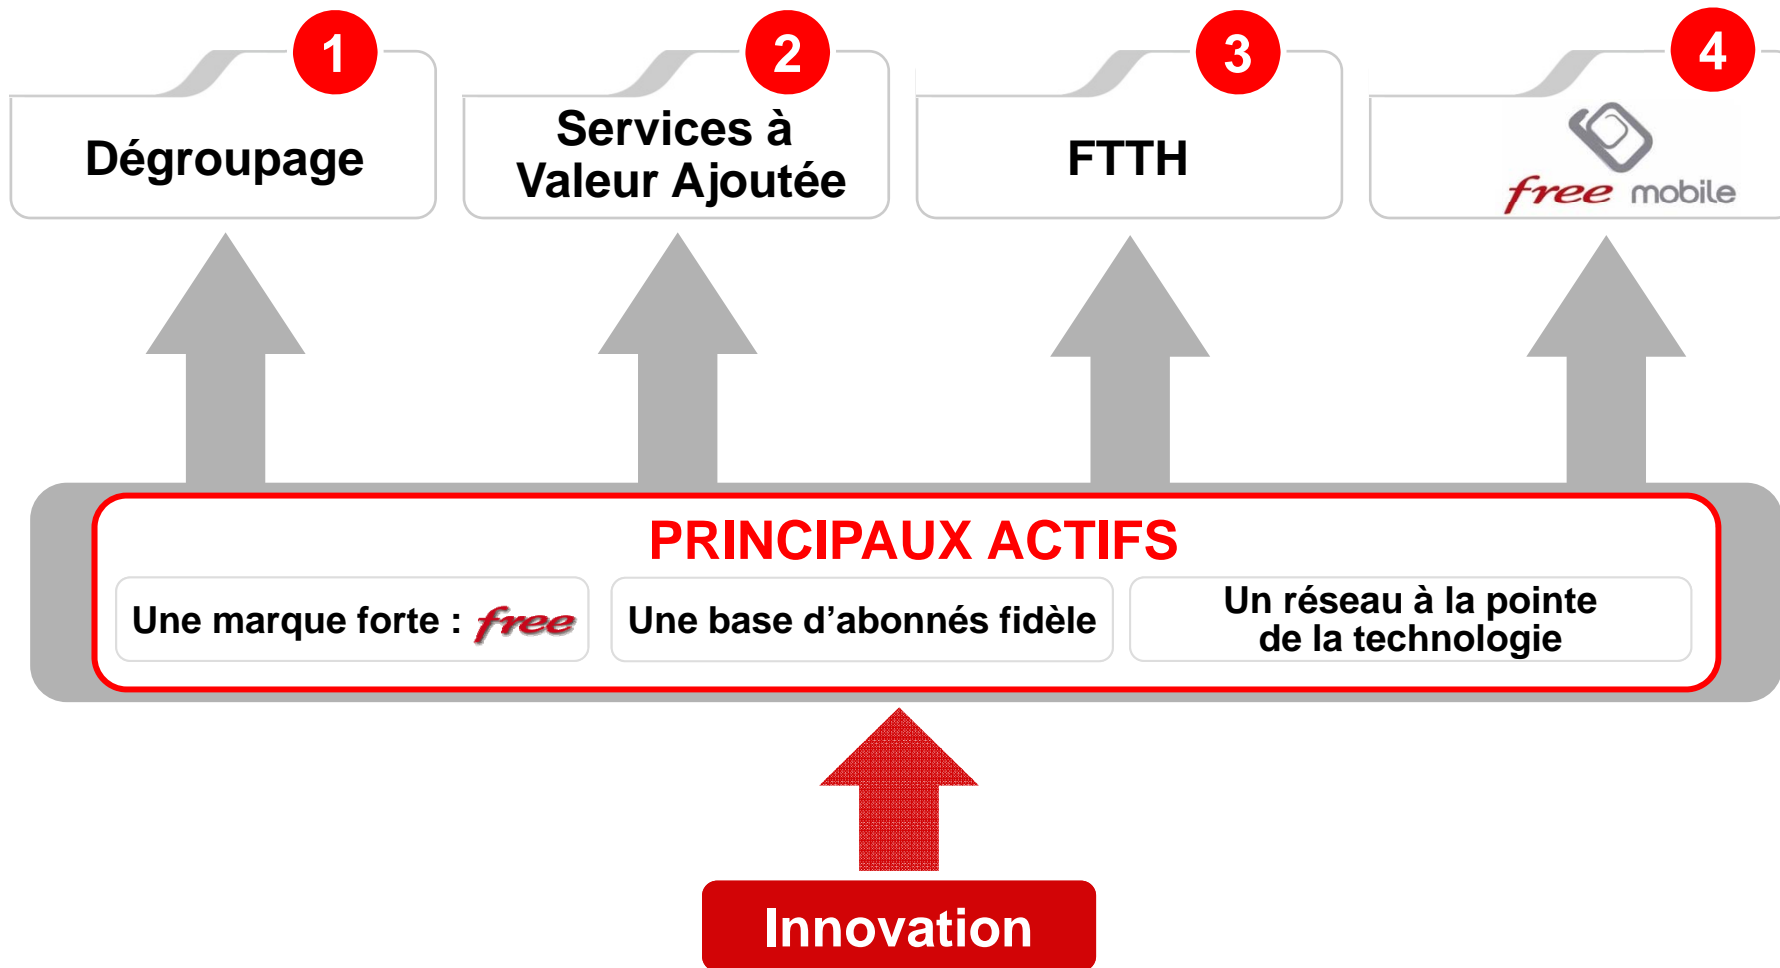 1
Dégroupage
2
Services à
Valeur Ajoutée
3
FTTH
4
free mobile
PRINCIPAUX ACTIFS
Une marque forte : free
Une base d’abonnés fidèle
Un réseau à la pointe
de la technologie
Innovation